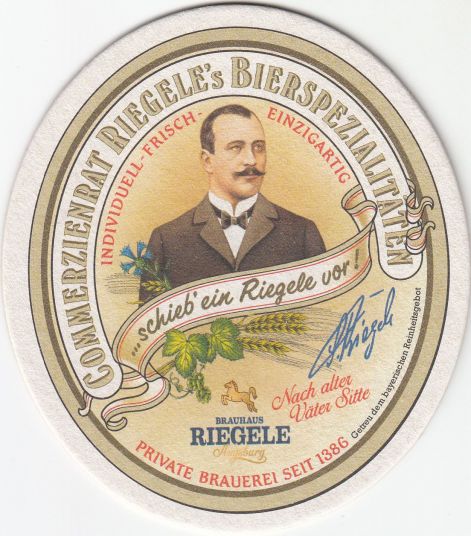 COMMERZIENRAT RIEGELE'S BIERSPEZIALITÄTEN
INDIVIDUELL - FRISCH - EINZIGARTIG
...schieb' ein Riegele vor!
Riegele
Nach alter
Väter Sitte
Getreu dem bayerischen Reinheitsgebot
BRAUHAUS
RIEGELE
Augsburg
PRIVATE BRAUEREI SEIT 1386